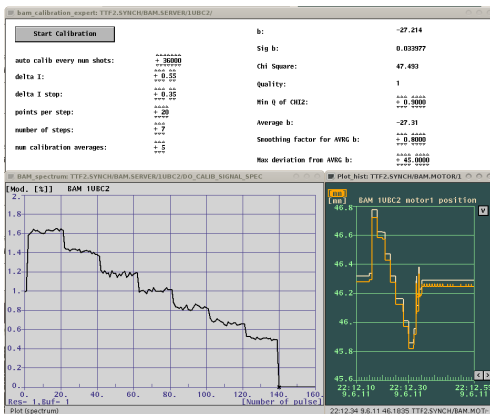 bam_calibration_expert: TTF2.SYNCH/BAM.SERVER/1UBC2/
Start Calibration
auto calib every num shots: + 36000
delta I: + 0.55
delta I stop: + 0.35
points per step: + 20
number of steps: + 7
num calibration averages: + 5
b: -27.214
Sig b: 0.033977
Chi Square: 47.493
Quality: 1
Min Q of CHI2: + 0.9000
Average b: -27.31
Smoothing factor for AVRG b: + 0.8000
Max deviation from AVRG b: + 45.0000
BAM_spectrum: TTF2.SYNCH/BAM.SERVER/1UBC2/DO_CALIB_SIGNAL_SPEC
[Mod. [%]] BAM 1UBC2
2.
1.8
1.6
1.4
1.2
1.
0.8
0.6
0.4
0.2
0.
0. 20. 40. 60. 80. 100. 120. 140. 160.
Res= 1,Buf= 1 [Number of pulse]
Plot (spectrum)
Plot_hist: TTF2.SYNCH/BAM.MOTOR/1
[mm]
[mm] BAM 1UBC2 motor1 position
V
46.8
46.6
46.4
46.2
46.
45.8
45.6
< >
22:12.10 22:12.30 22:12.5
9.6.11 9.6.11 9.6.11
22:12.34 9.6.11 46.1835 TTF2.SYNCH/BAM.MOT